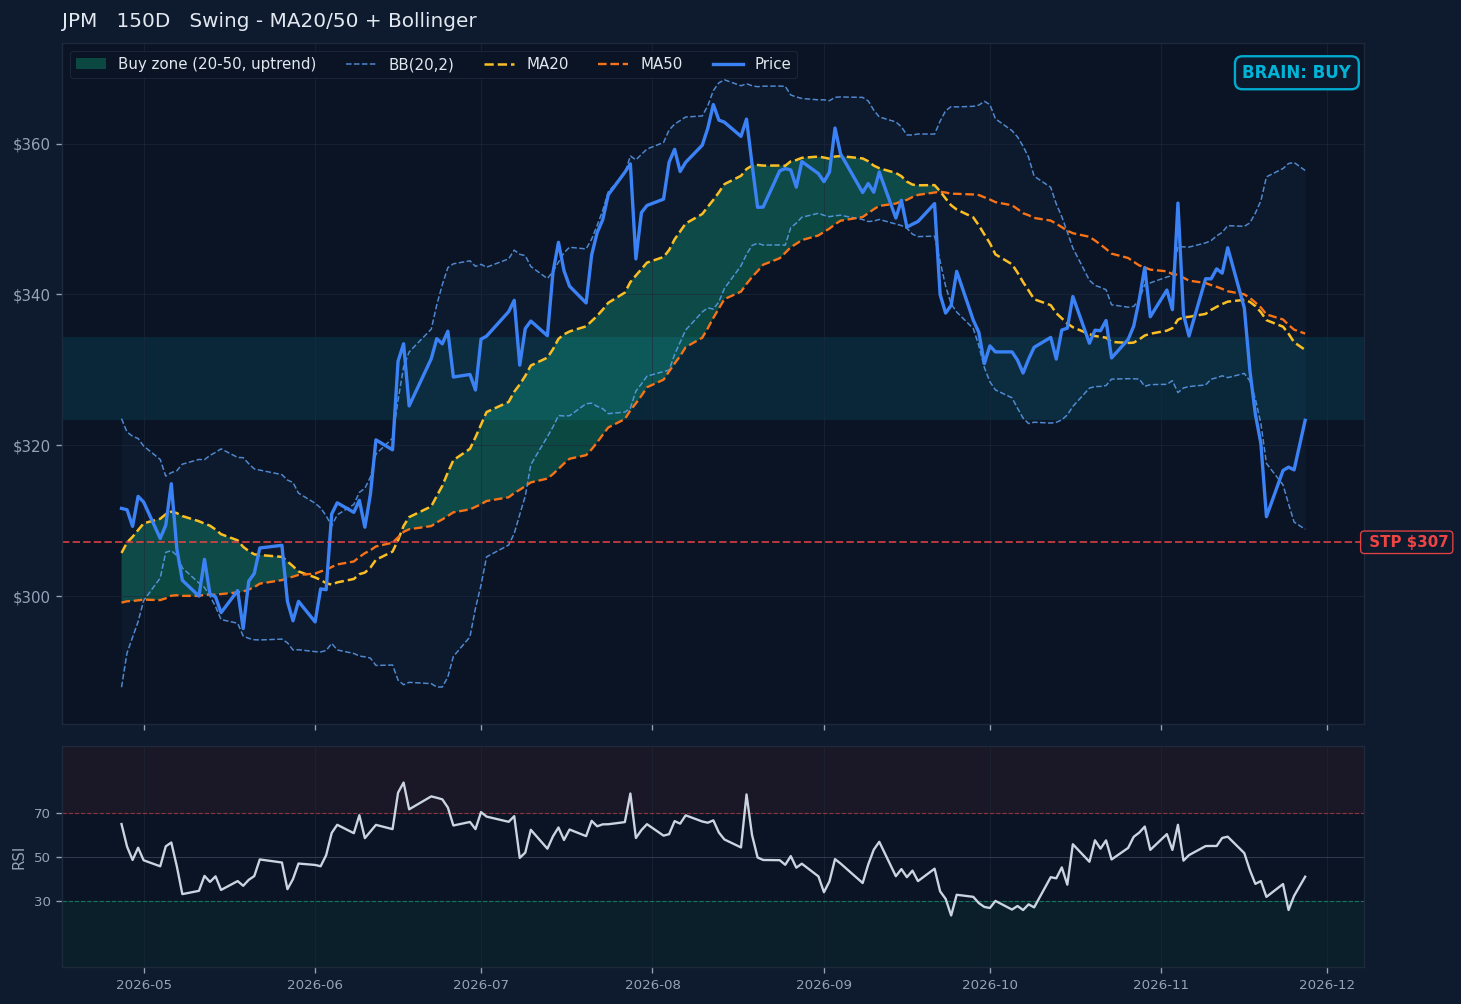 JPM   150D   Swing - MA20/50 + Bollinger
Buy zone (20-50, uptrend)   BB(20,2)   MA20   MA50   Price
BRAIN: BUY
$360
$340
$320
$300
STP $307
RSI
70
50
30
2026-05   2026-06   2026-07   2026-08   2026-09   2026-10   2026-11   2026-12